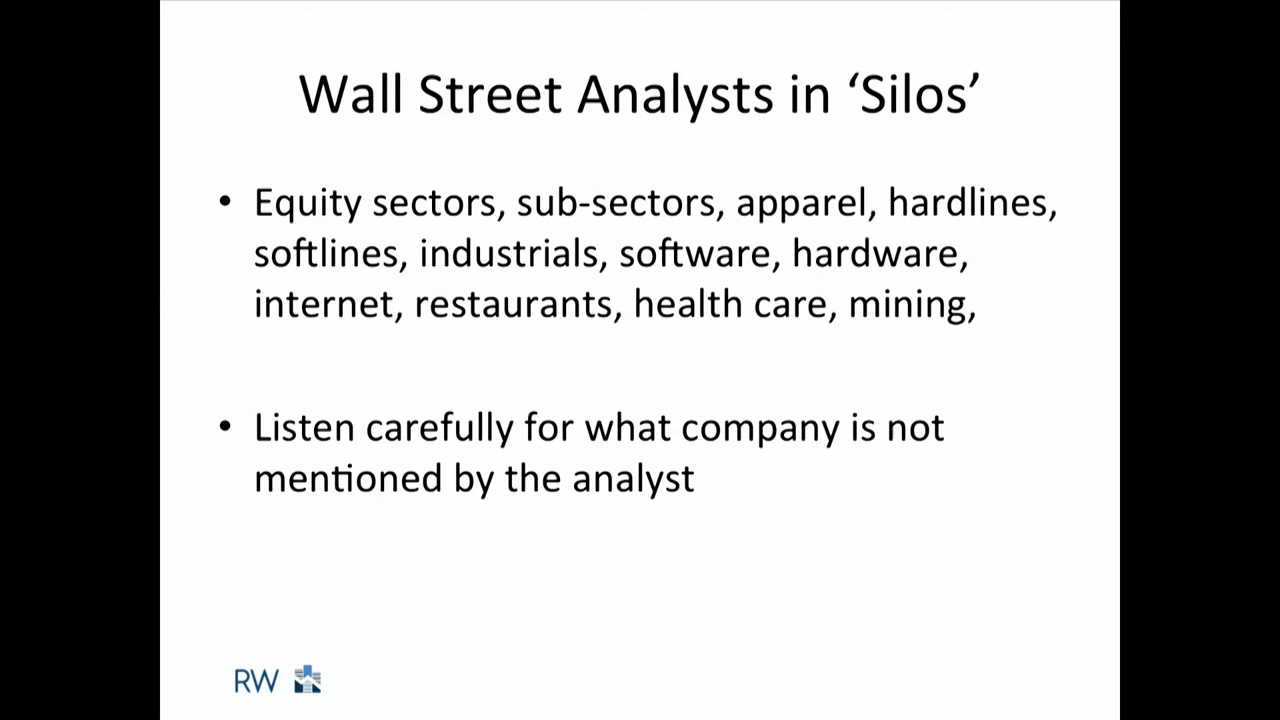 Wall Street Analysts in ‘Silos’
• Equity sectors, sub-sectors, apparel, hardlines,
softlines, industrials, software, hardware,
internet, restaurants, health care, mining,
• Listen carefully for what company is not
mentioned by the analyst
RW